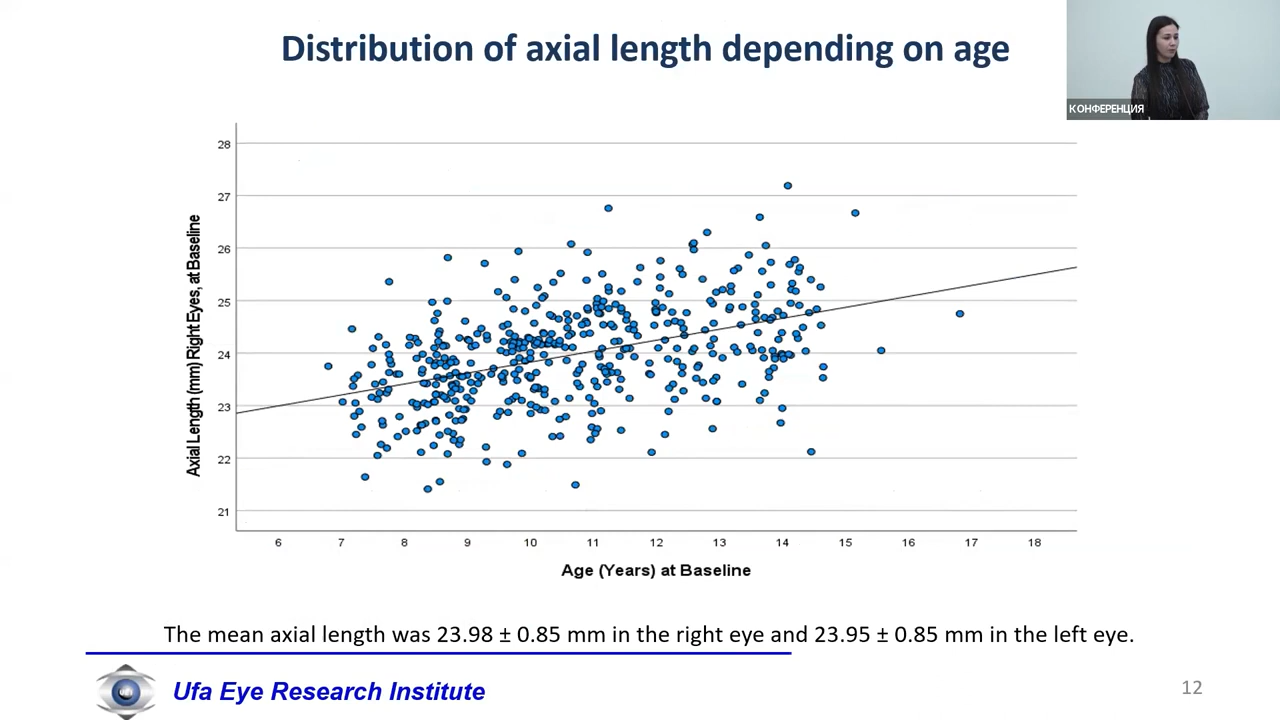 Distribution of axial length depending on age
КОНФЕРЕНЦИЯ
28
27
26
25
24
23
22
21
Axial Length (mm) Right Eyes, at Baseline
6 7 8 9 10 11 12 13 14 15 16 17 18
Age (Years) at Baseline
The mean axial length was 23.98 ± 0.85 mm in the right eye and 23.95 ± 0.85 mm in the left eye.
Ufa Eye Research Institute
12